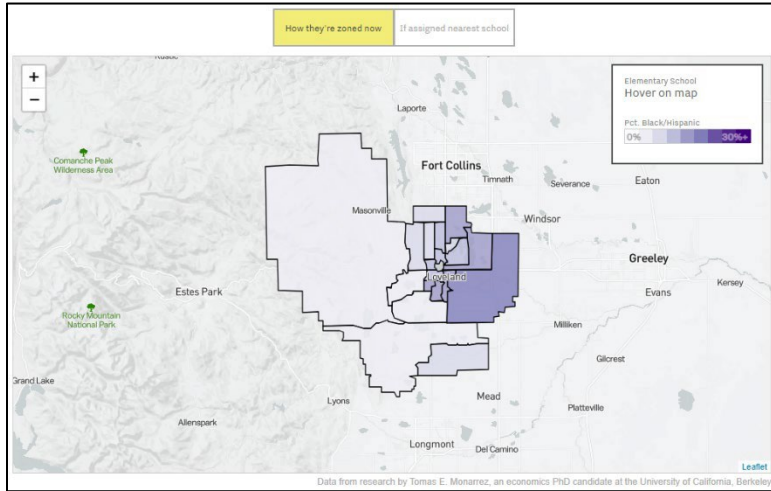 How they're zoned now
If assigned nearest school
+
−
Elementary School
Hover on map
Pct. Black/Hispanic
0%
30%+
Laporte
Comanche Peak
Wilderness Area
Fort Collins
Timnath
Severance
Eaton
Masonville
Windsor
Greeley
Loveland
Estes Park
Evans
Kersey
Rocky Mountain
National Park
Milliken
Gilcrest
Grand Lake
Lyons
Mead
Platteville
Allenspark
Longmont
Del Camino
Leaflet
Data from research by Tomas E. Monarrez, an economics PhD candidate at the University of California, Berkeley